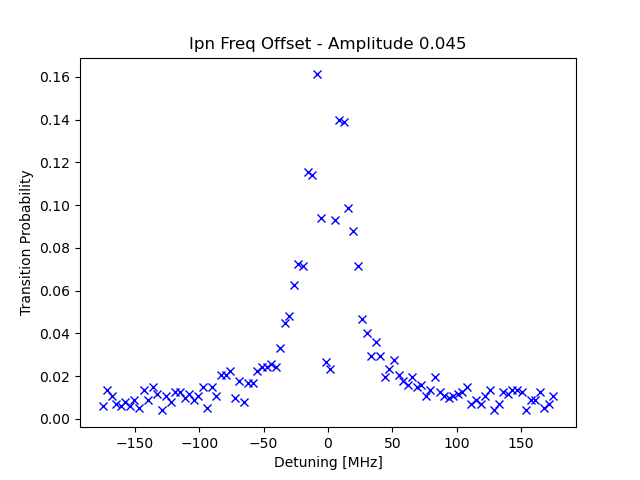 Ipn Freq Offset - Amplitude 0.045
0.16
0.14
0.12
0.10
0.08
0.06
0.04
0.02
0.00
Transition Probability
−150 −100 −50 0 50 100 150
Detuning [MHz]